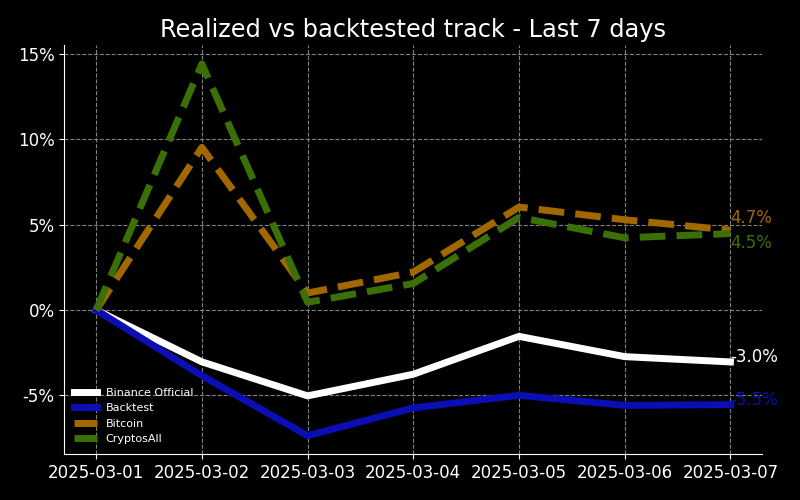 Realized vs backtested track - Last 7 days
15%
10%
5%
0%
-5%
4.7%
4.5%
-3.0%
-5.5%
Binance Official
Backtest
Bitcoin
CryptosAll
2025-03-01 2025-03-02 2025-03-03 2025-03-04 2025-03-05 2025-03-06 2025-03-07